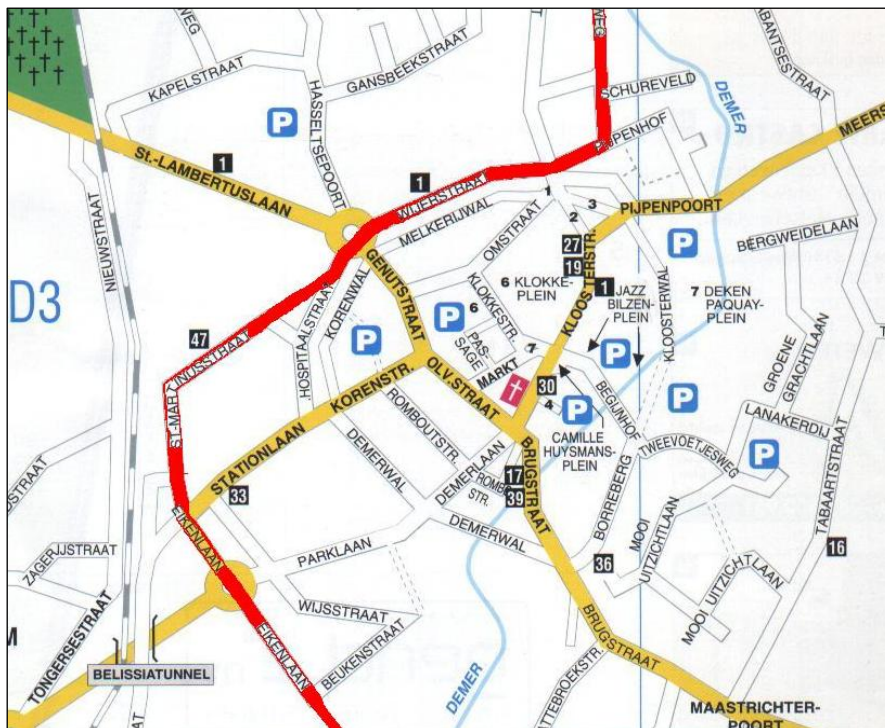 WEG
WEG
KAPELSTRAAT
HASSELTSEPOORT
GANSBEEKSTRAAT
P
SCHUREVELD
DEMER
PIJPENHOF
MEERS
St.-LAMBERTUSLAAN
1
1
WIJERSTRAAT
MELKERIJWAL
1
2
3
PIJPENPOORT
NIEUWSTRAAT
OMSTRAAT
27
19
KLOOSTERSTR.
P
BERGWEIDELAAN
D3
GENUTSTRAAT
KORENWAL
HOSPITAALSTRAAT
KLOKKESTR.
6 KLOKKE-
PLEIN
1
JAZZ
BILZEN-
PLEIN
KLOOSTERWAL
7 DEKEN
PAQUAY-
PLEIN
47
ST-MARTINUSSTRAAT
P
P
6
PAS-
SAGE
7
MARKT
P
GROENE
GRACHTLAAN
KORENSTR.
OLV.STRAAT
30
4
P
BEGIJNHOF
P
LANAKERDIJ
STATIONLAAN
ROMBOUTSTR.
DEMERWAL
CAMILLE
HUYSMANS-
PLEIN
TWEEVOETJESWEG
P
DEMERLAAN
17
39
STR.
BRUGSTRAAT
BORREBERG
33
EIKENLAAN
DEMERWAL
MOOI
UITZICHTLAAN
TABAARTSTRAAT
16
ZAGERIJSTRAAT
PARKLAAN
36
MOOI
UITZICHTLAAN
WIJSSTRAAT
EIKENLAAN
BEUKENSTRAAT
BRUGSTRAAT
TONGERSESTRAAT
BELISSIATUNNEL
DEMER
MAASTRICHTER-
POORT